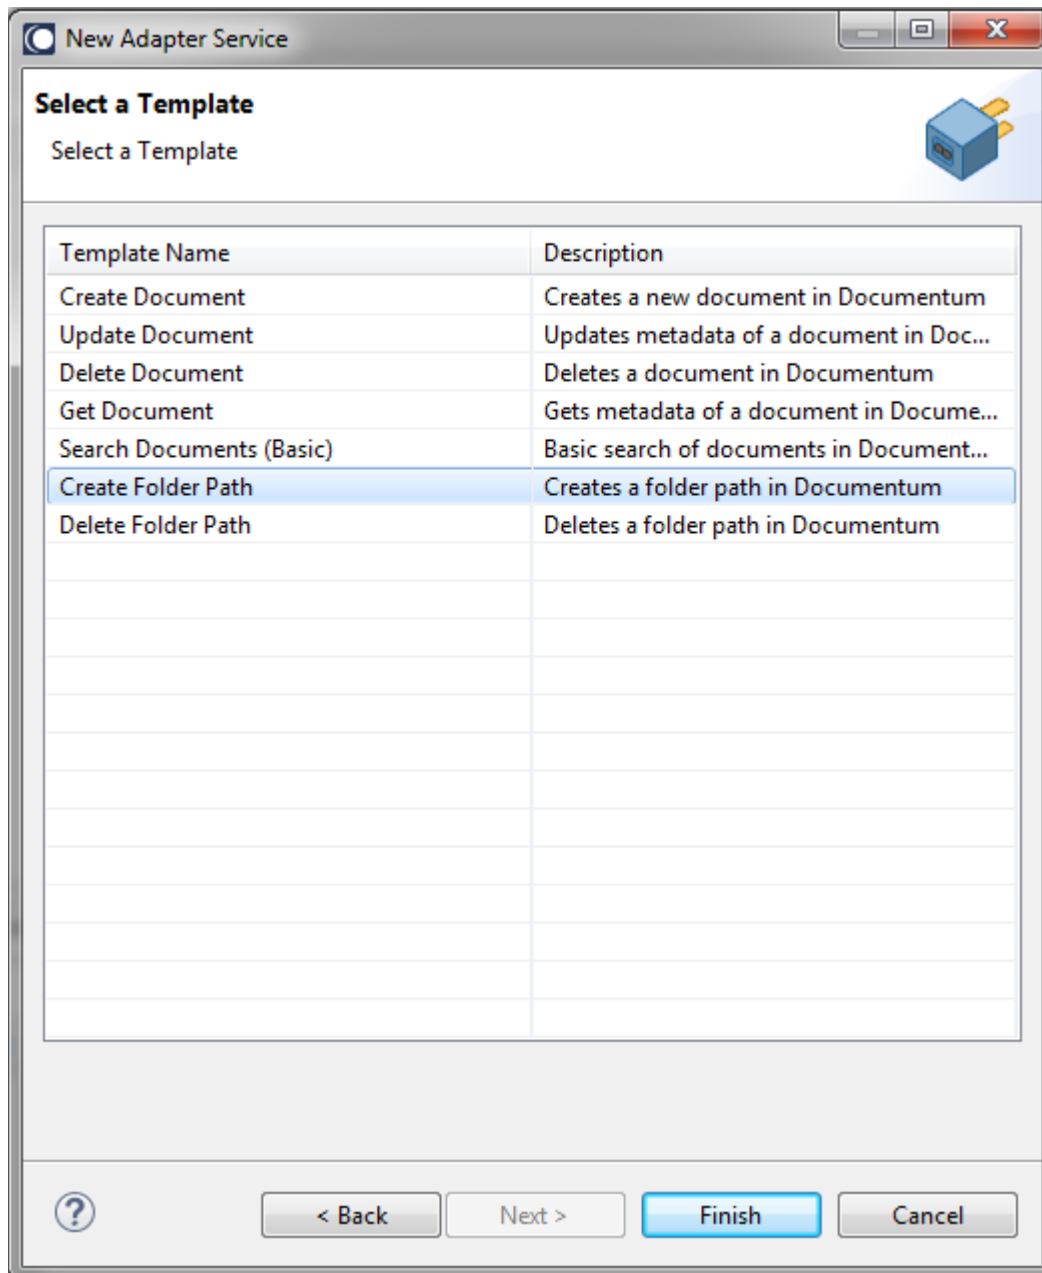 New Adapter Service
Select a Template
Select a Template
Template Name Description
Create Document Creates a new document in Documentum
Update Document Updates metadata of a document in Doc...
Delete Document Deletes a document in Documentum
Get Document Gets metadata of a document in Docume...
Search Documents (Basic) Basic search of documents in Document...
Create Folder Path Creates a folder path in Documentum
Delete Folder Path Deletes a folder path in Documentum
? < Back Next > Finish Cancel